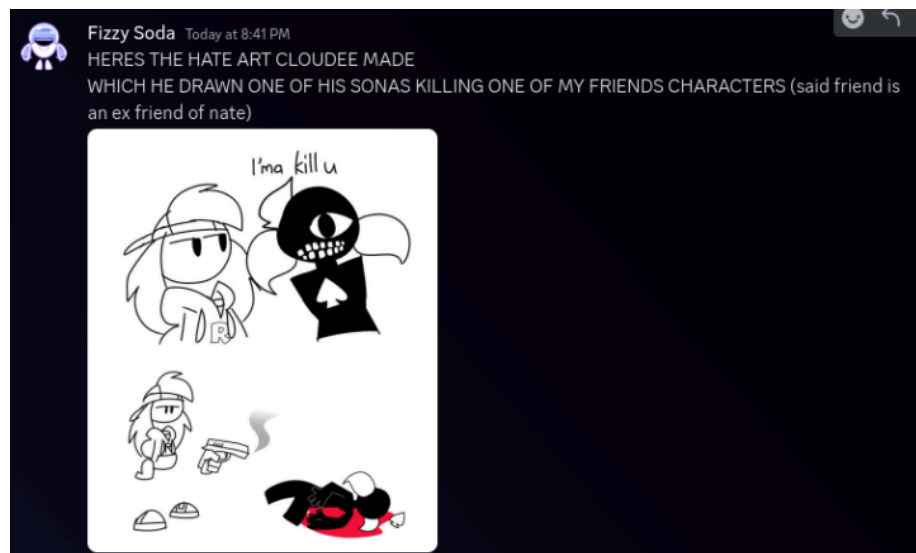 Fizzy Soda Today at 8:41 PM
HERES THE HATE ART CLOUDEE MADE
WHICH HE DRAWN ONE OF HIS SONAS KILLING ONE OF MY FRIENDS CHARACTERS (said friend is
an ex friend of nate)
I'ma kill u
R
R